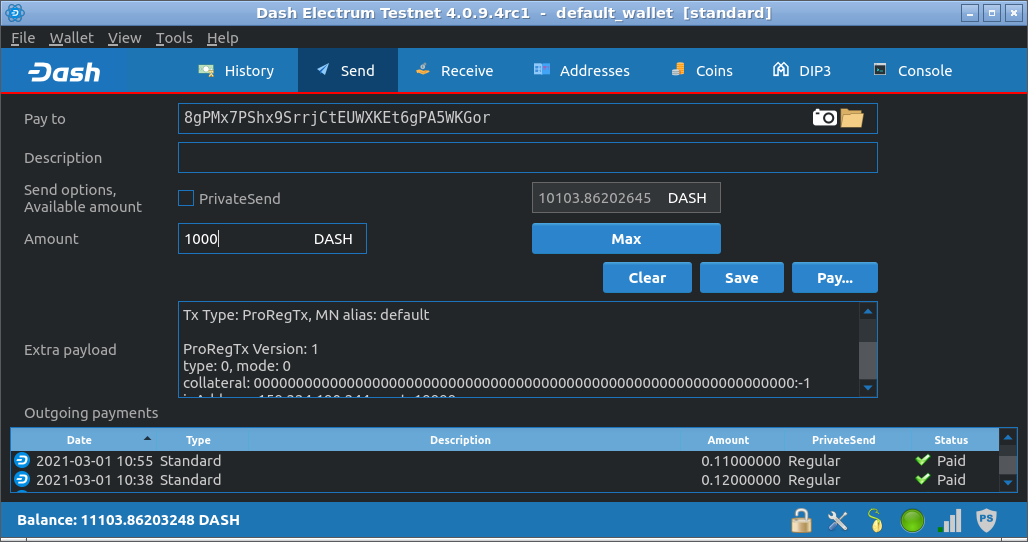 Dash Electrum Testnet 4.0.9.4rc1 - default_wallet [standard]
File Wallet View Tools Help
Dash History Send Receive Addresses Coins DIP3 Console
Pay to 8gPMx7PShx9SrrjCtEUWXKEt6gPA5WKGor
Description
Send options,
Available amount PrivateSend 10103.86202645 DASH
Amount 1000 DASH Max
Clear Save Pay...
Tx Type: ProRegTx, MN alias: default
Extra payload
ProRegTx Version: 1
type: 0, mode: 0
collateral: 0000000000000000000000000000000000000000000000000000000000000000:-1
Outgoing payments
Date Type Description Amount PrivateSend Status
2021-03-01 10:55 Standard 0.11000000 Regular Paid
2021-03-01 10:38 Standard 0.12000000 Regular Paid
Balance: 11103.86203248 DASH PS